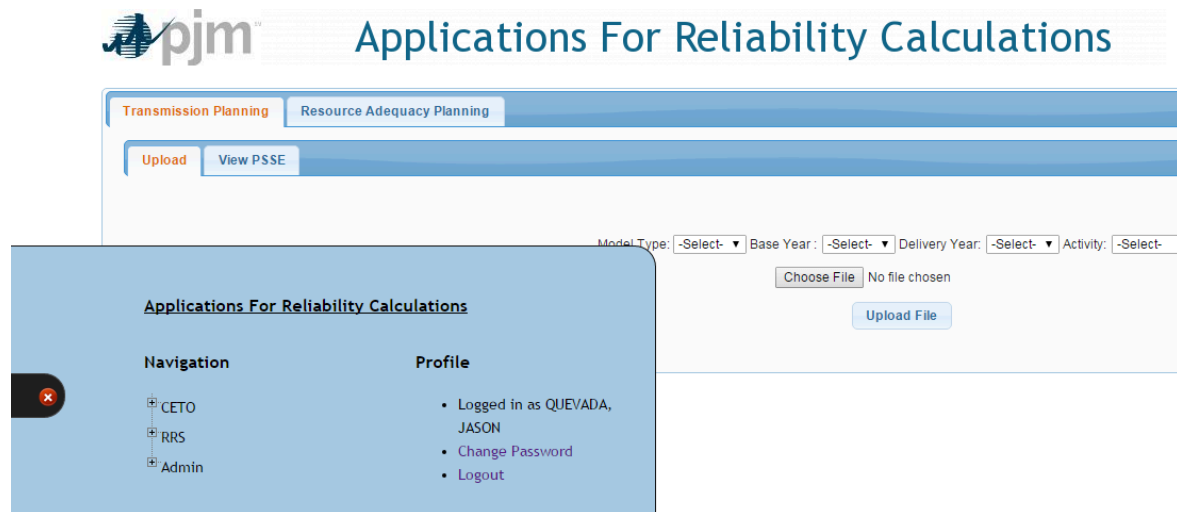 pjm Applications For Reliability Calculations
Transmission Planning Resource Adequacy Planning
Upload View PSSE
Model Type: -Select- Base Year : -Select- Delivery Year: -Select- Activity: -Select-
Choose File No file chosen
Upload File
Applications For Reliability Calculations
Navigation
CETO
RRS
Admin
Profile
Logged in as QUEVADA,
JASON
Change Password
Logout